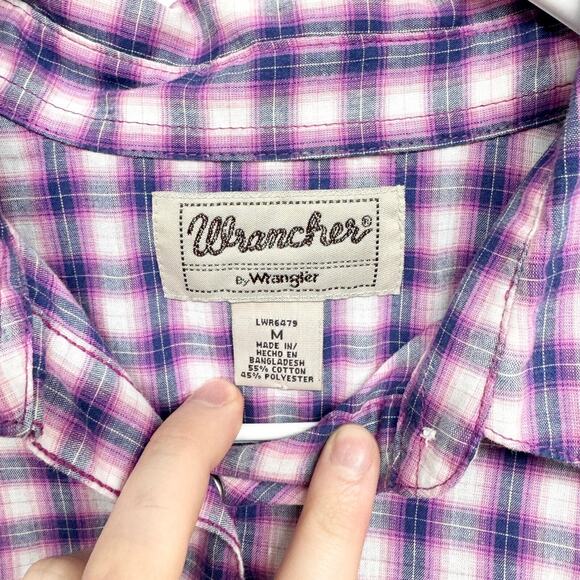 Wrancher®
By Wrangler
LWR6479
M
MADE IN/
HECHO EN
BANGLADESH
55% COTTON
45% POLYESTER